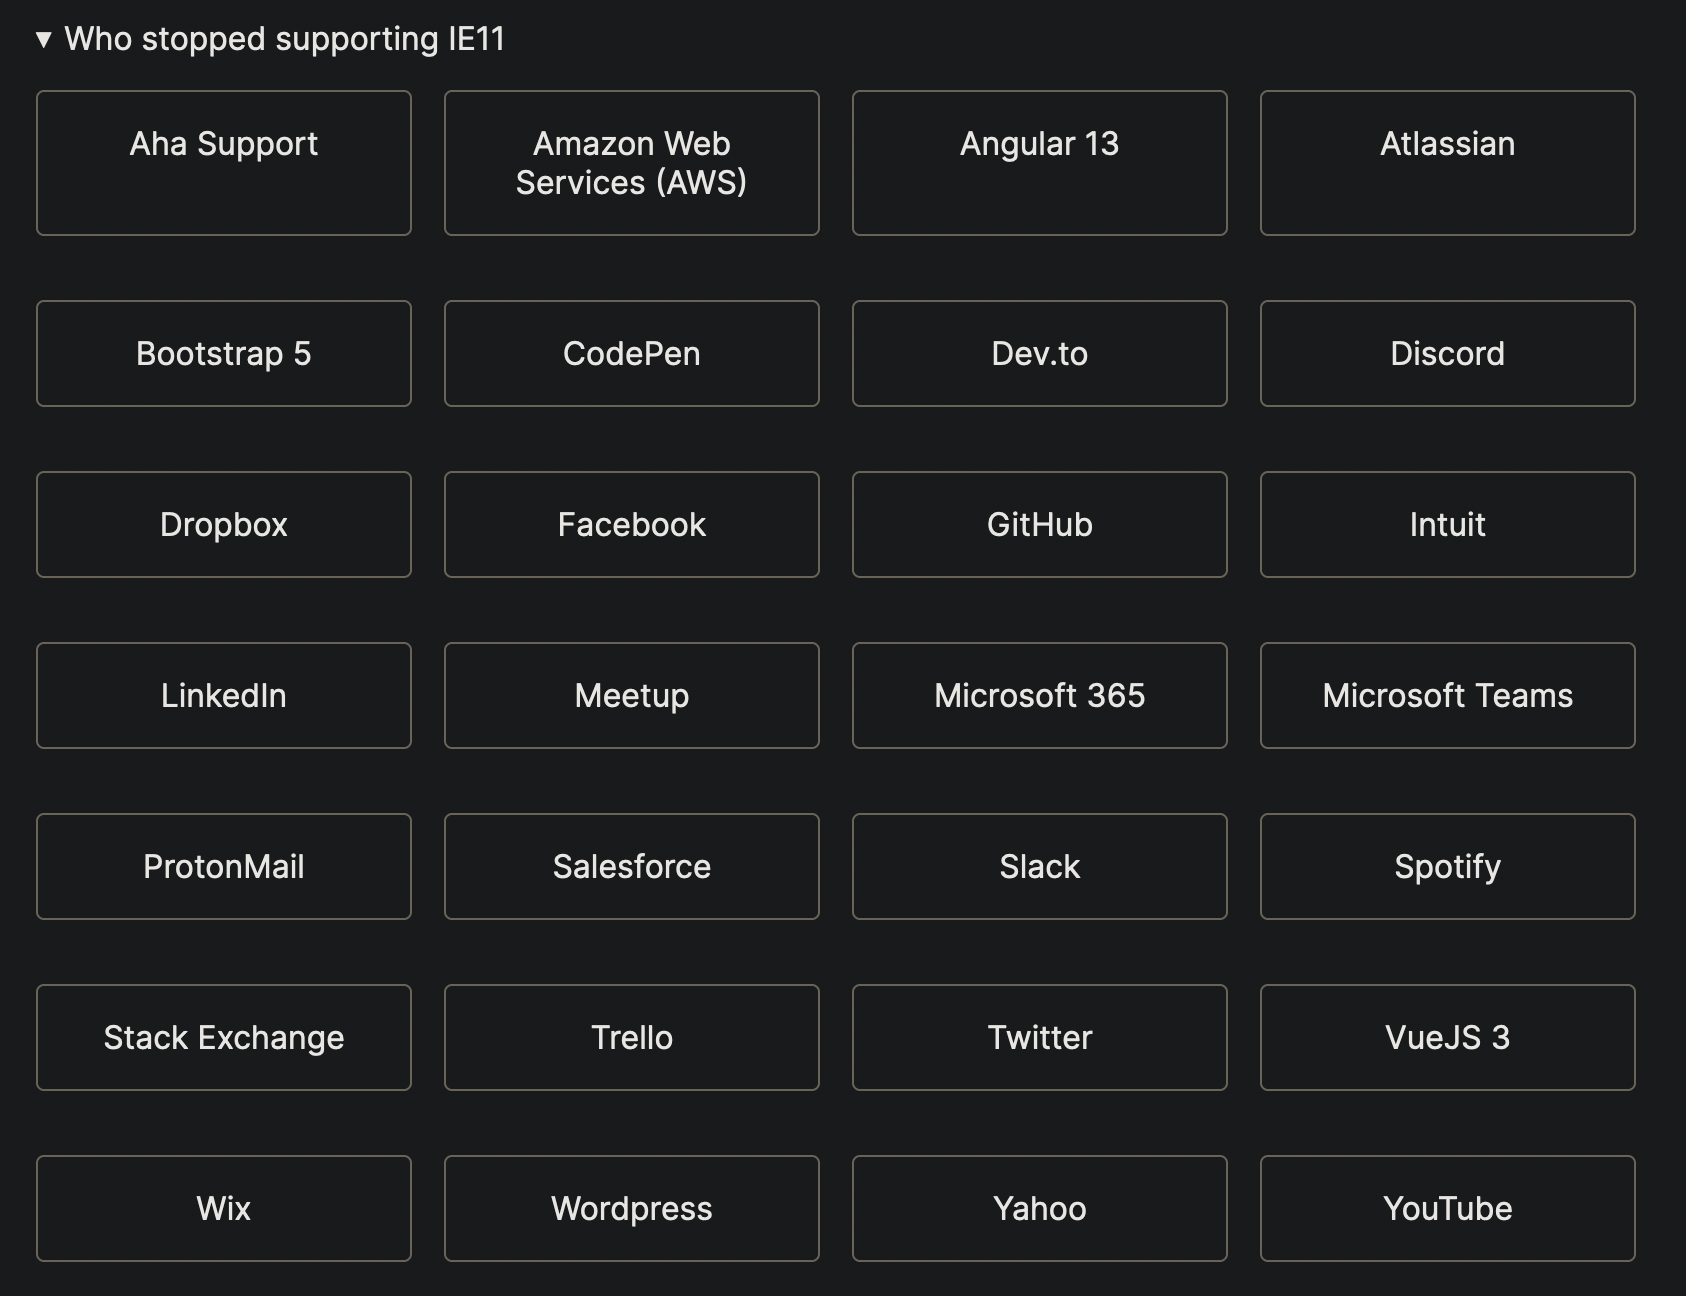 ▼ Who stopped supporting IE11
Aha Support
Amazon Web
Services (AWS)
Angular 13
Atlassian
Bootstrap 5
CodePen
Dev.to
Discord
Dropbox
Facebook
GitHub
Intuit
LinkedIn
Meetup
Microsoft 365
Microsoft Teams
ProtonMail
Salesforce
Slack
Spotify
Stack Exchange
Trello
Twitter
VueJS 3
Wix
Wordpress
Yahoo
YouTube